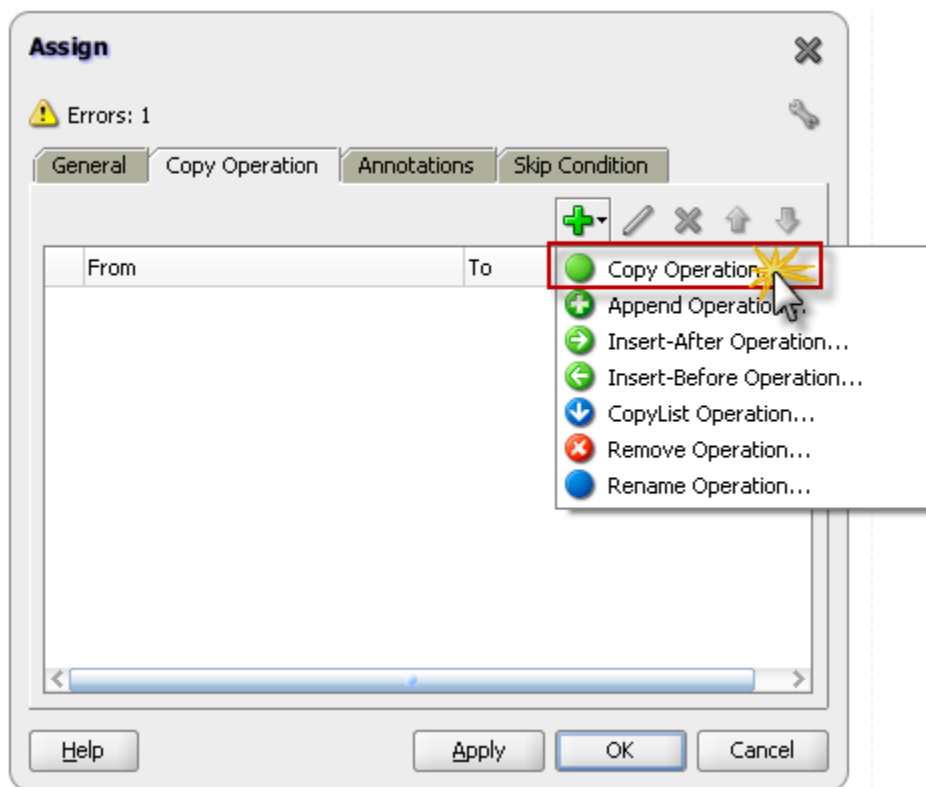 Assign
Errors: 1
General Copy Operation Annotations Skip Condition
From To
Copy Operation
Append Operation...
Insert-After Operation...
Insert-Before Operation...
CopyList Operation...
Remove Operation...
Rename Operation...
Help Apply OK Cancel